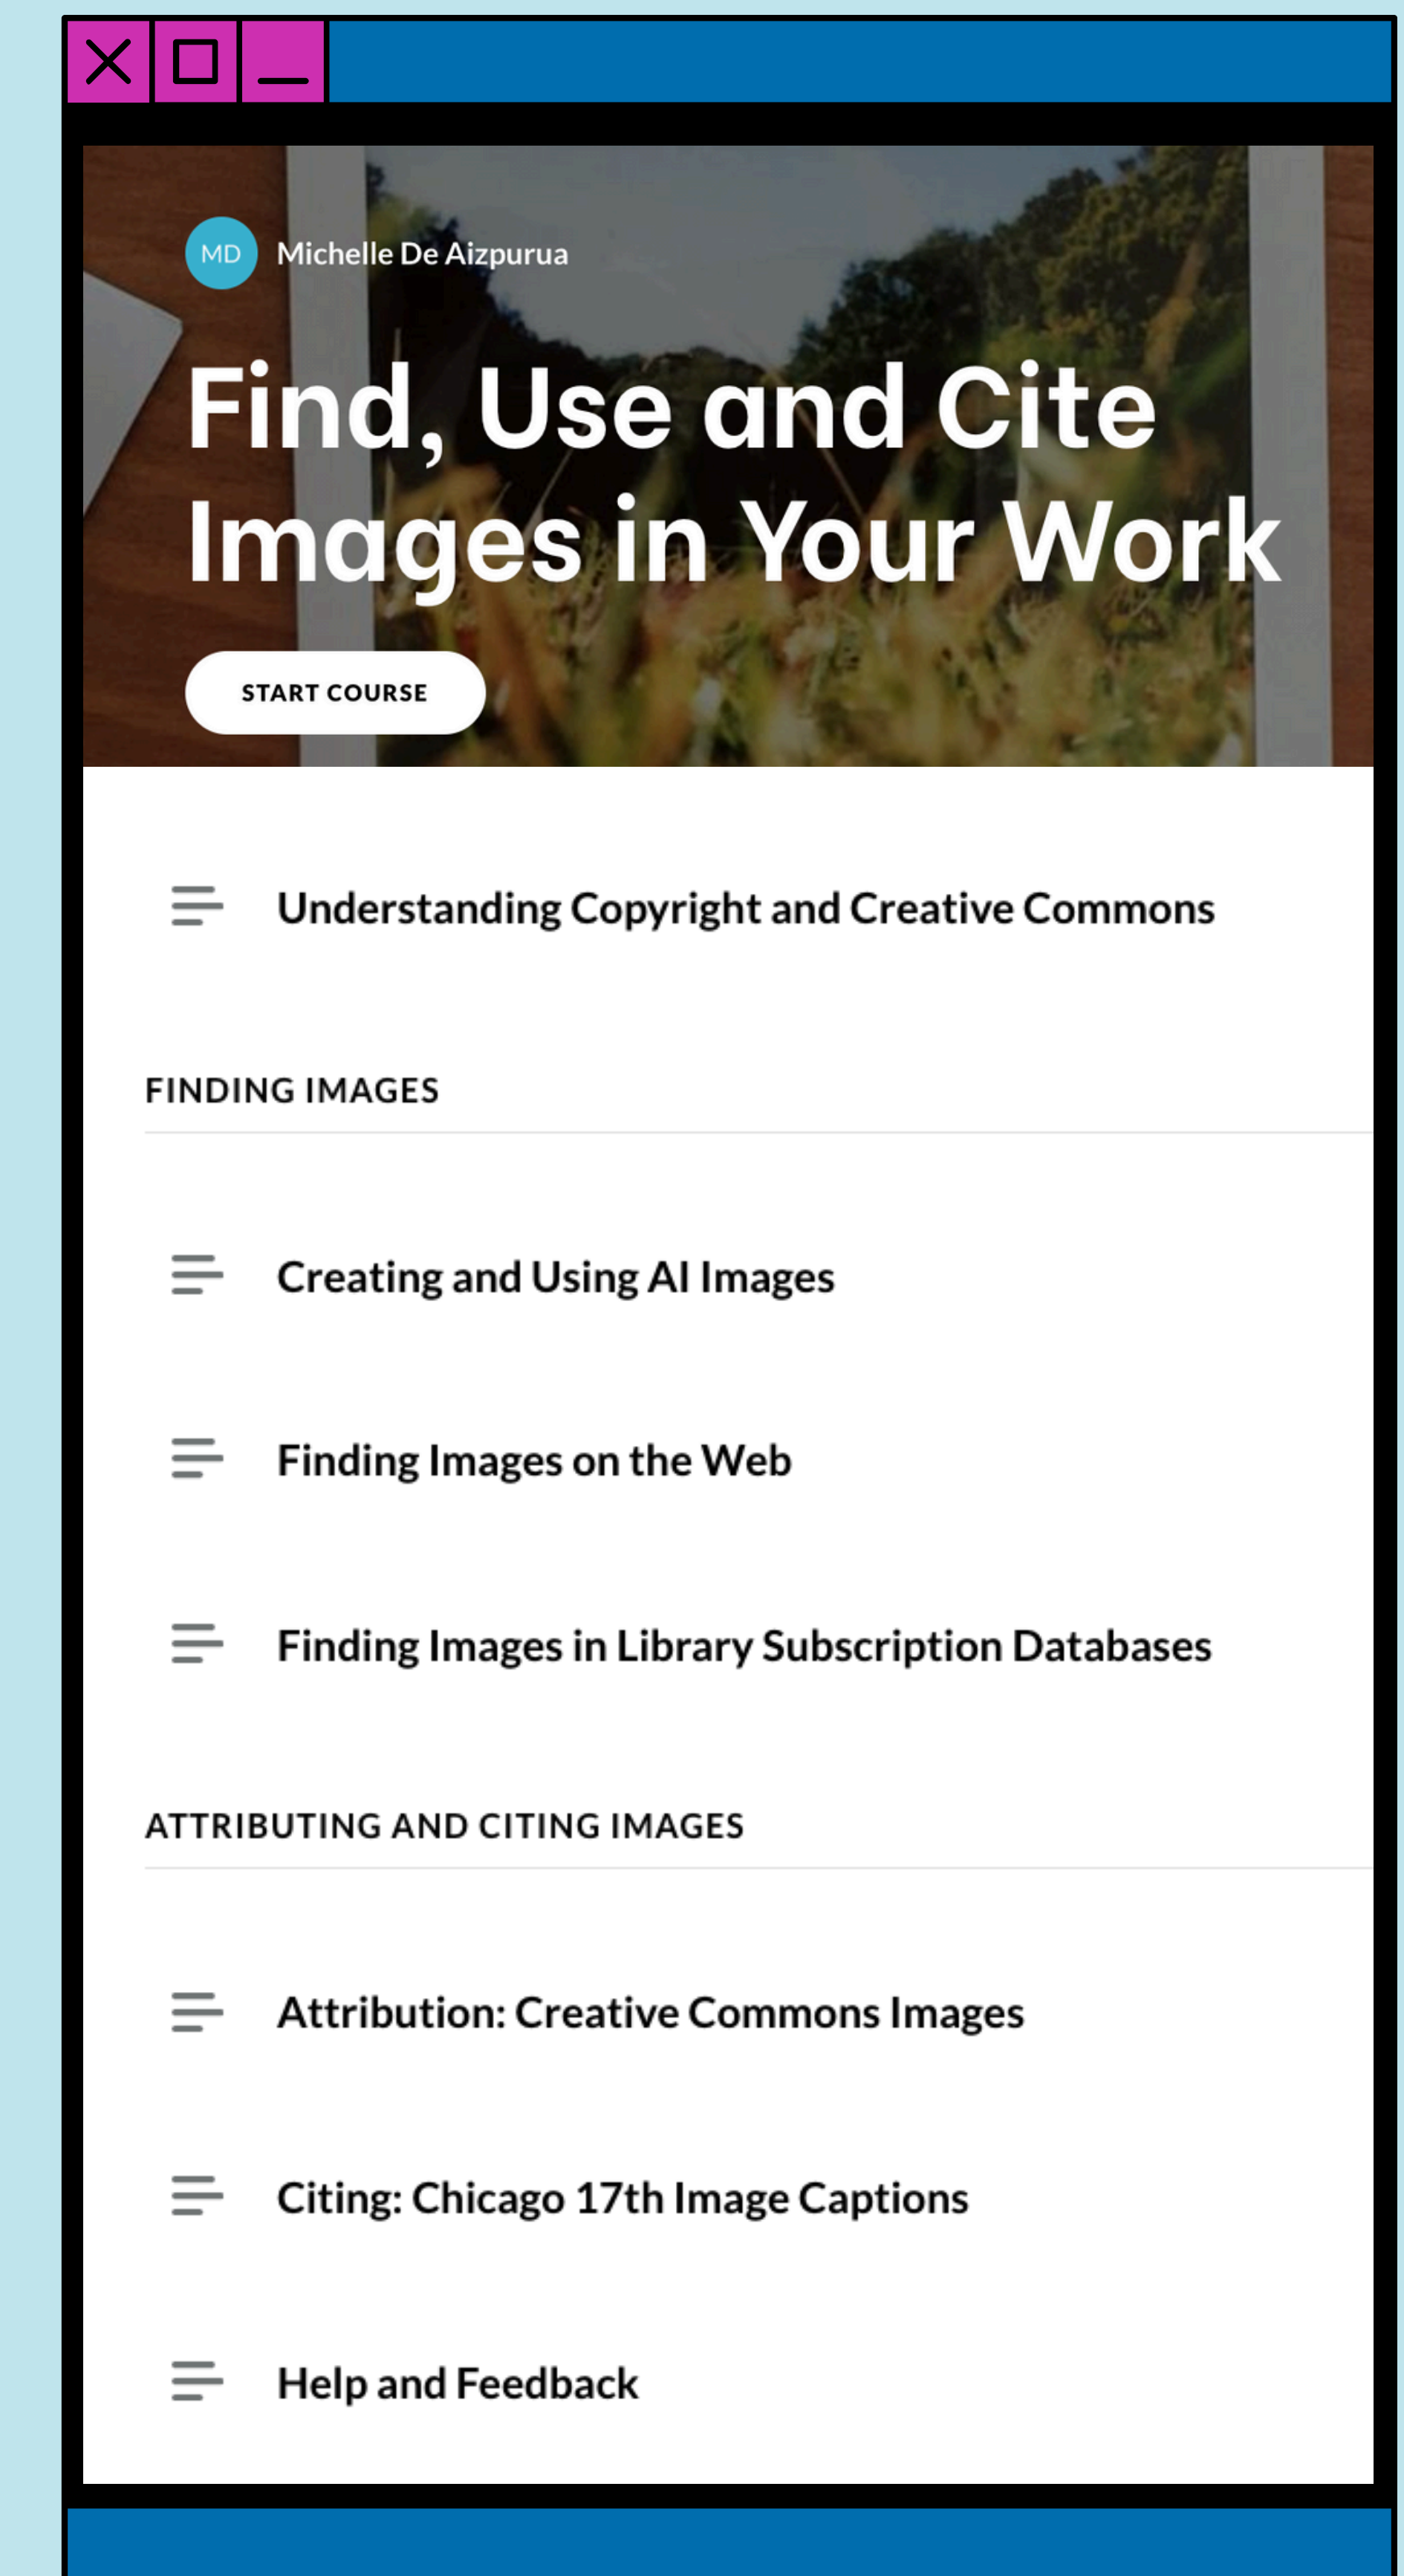 MD Michelle De Aizpurua
Find, Use and Cite
Images in Your Work
START COURSE
Understanding Copyright and Creative Commons
FINDING IMAGES
Creating and Using AI Images
Finding Images on the Web
Finding Images in Library Subscription Databases
ATTRIBUTING AND CITING IMAGES
Attribution: Creative Commons Images
Citing: Chicago 17th Image Captions
Help and Feedback